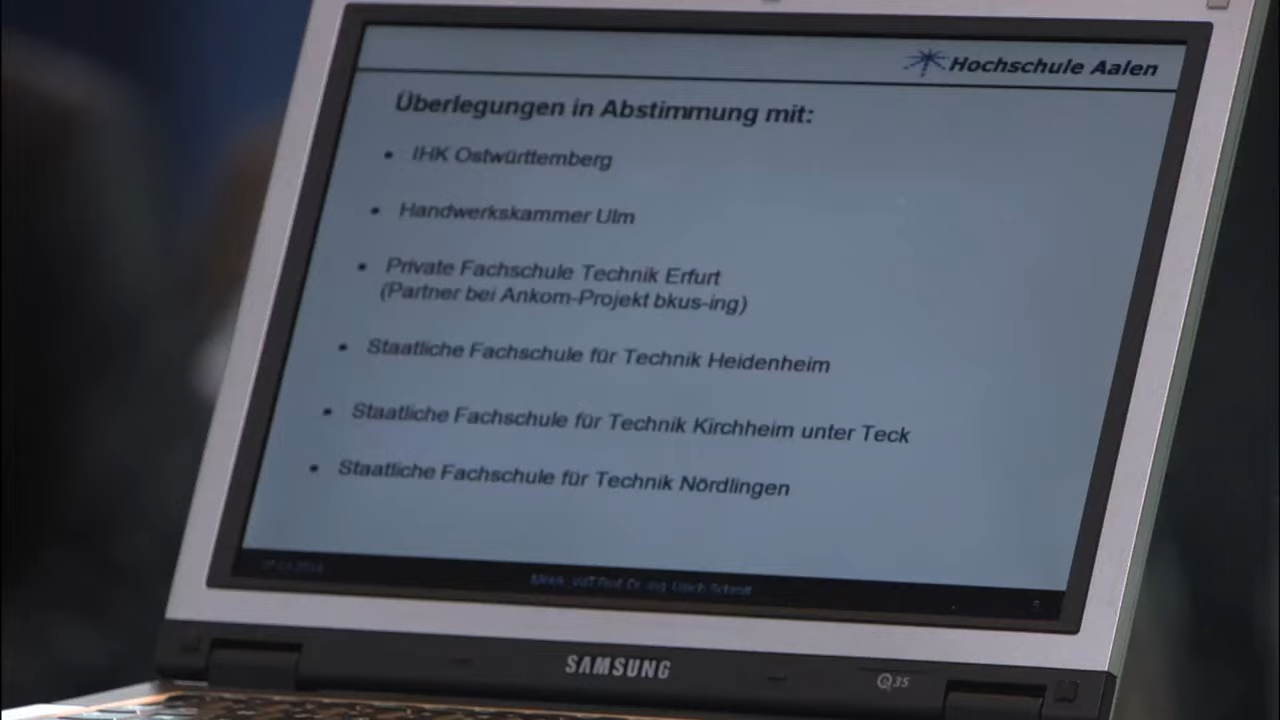 Hochschule Aalen
Überlegungen in Abstimmung mit:
• IHK Ostwürttemberg
• Handwerkskammer Ulm
• Private Fachschule Technik Erfurt
(Partner bei Ankom-Projekt bkus-ing)
• Staatliche Fachschule für Technik Heidenheim
• Staatliche Fachschule für Technik Kirchheim unter Teck
• Staatliche Fachschule für Technik Nördlingen
Prof. Dr.
SAMSUNG
Q35